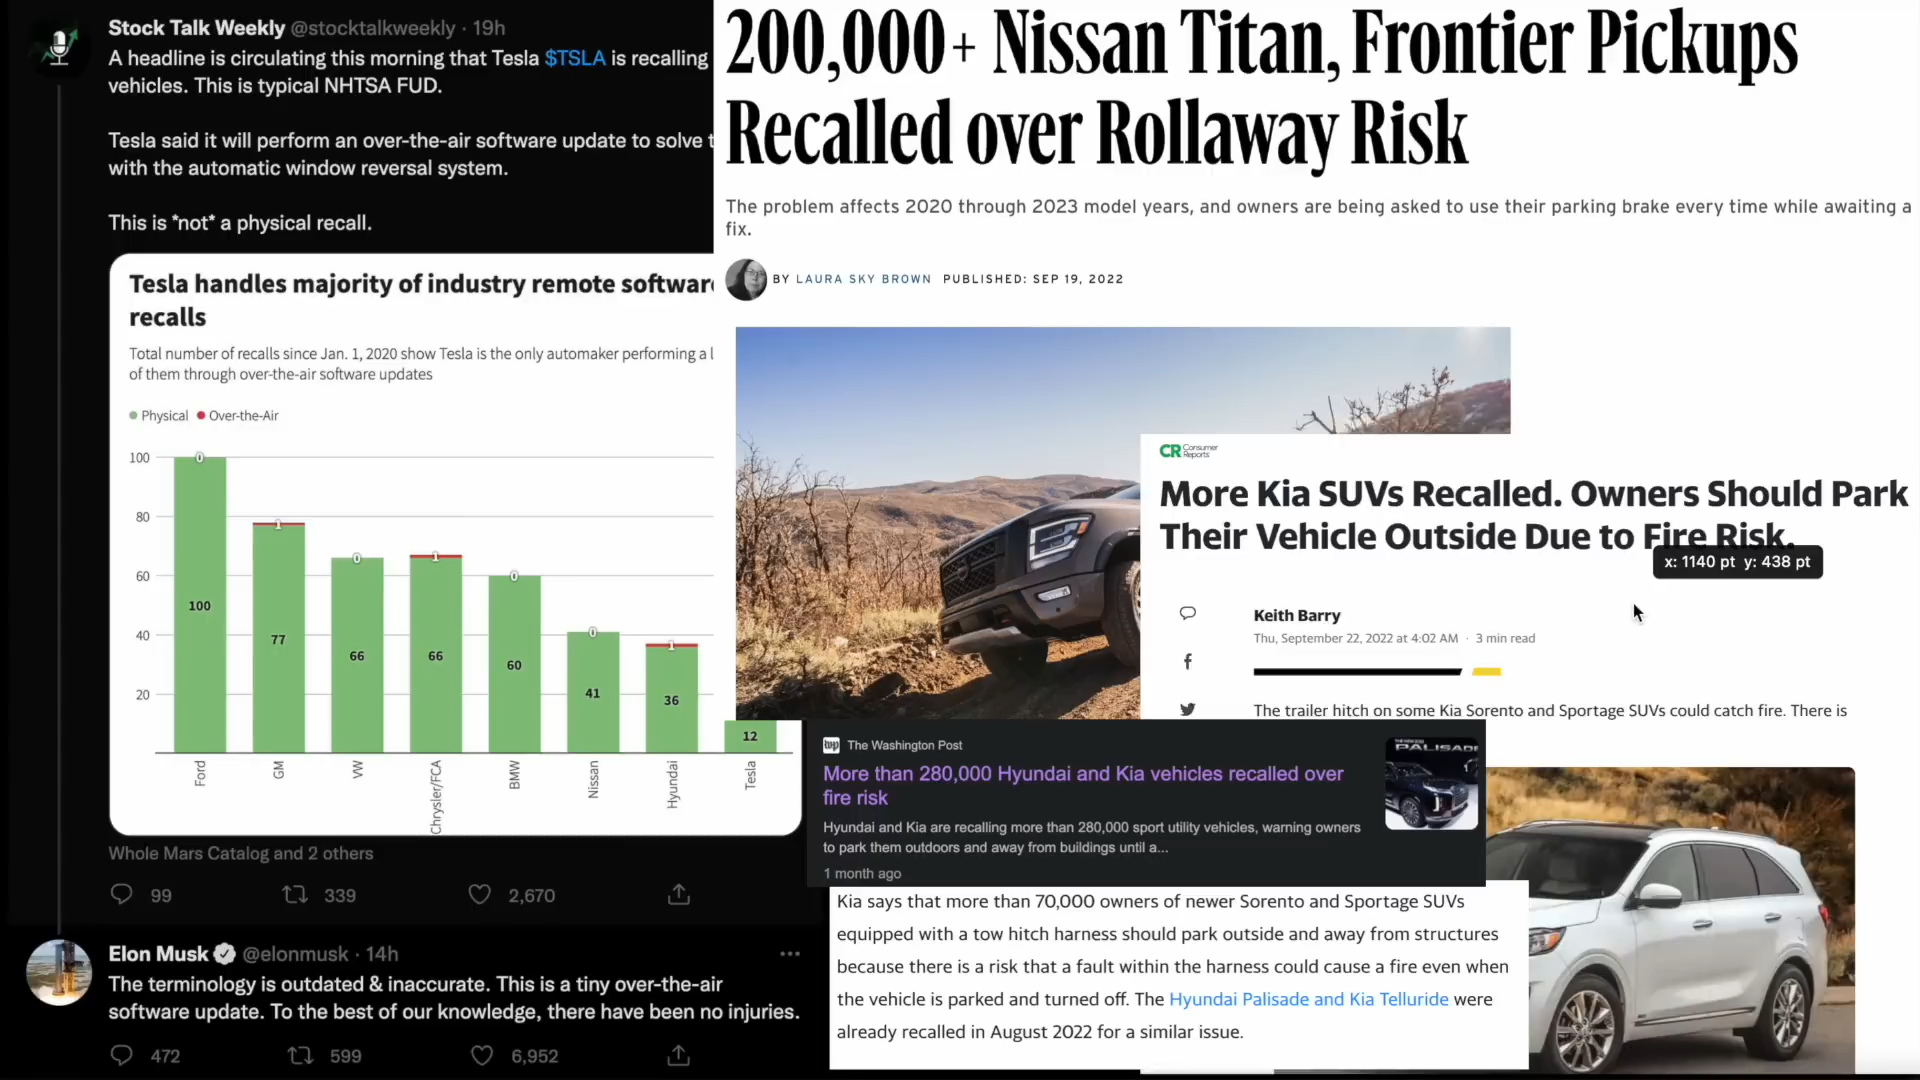 Stock Talk Weekly @stocktalkweekly · 19h
A headline is circulating this morning that Tesla $TSLA is recalling
vehicles. This is typical NHTSA FUD.
Tesla said it will perform an over-the-air software update to solve t
with the automatic window reversal system.
This is *not* a physical recall.
Tesla handles majority of industry remote software
recalls
Total number of recalls since Jan. 1, 2020 show Tesla is the only automaker performing a l
of them through over-the-air software updates
Physical Over-the-Air
100
80
60
40
20
0
1
0
1
0
0
1
100
77
66
66
60
41
36
12
Ford
GM
VW
Chrysler/FCA
BMW
Nissan
Hyundai
Tesla
Whole Mars Catalog and 2 others
99 339 2,670
Elon Musk @elonmusk · 14h
The terminology is outdated & inaccurate. This is a tiny over-the-air
software update. To the best of our knowledge, there have been no injuries.
472 599 6,952
200,000+ Nissan Titan, Frontier Pickups
Recalled over Rollaway Risk
The problem affects 2020 through 2023 model years, and owners are being asked to use their parking brake every time while awaiting a
fix.
BY LAURA SKY BROWN PUBLISHED: SEP 19, 2022
CR Consumer
Reports
More Kia SUVs Recalled. Owners Should Park
Their Vehicle Outside Due to Fire Risk.
x: 1140 pt y: 438 pt
Keith Barry
Thu, September 22, 2022 at 4:02 AM · 3 min read
The trailer hitch on some Kia Sorento and Sportage SUVs could catch fire. There is
wp The Washington Post
More than 280,000 Hyundai and Kia vehicles recalled over
fire risk
Hyundai and Kia are recalling more than 280,000 sport utility vehicles, warning owners
to park them outdoors and away from buildings until a...
1 month ago
PALISADE
Kia says that more than 70,000 owners of newer Sorento and Sportage SUVs
equipped with a tow hitch harness should park outside and away from structures
because there is a risk that a fault within the harness could cause a fire even when
the vehicle is parked and turned off. The Hyundai Palisade and Kia Telluride were
already recalled in August 2022 for a similar issue.